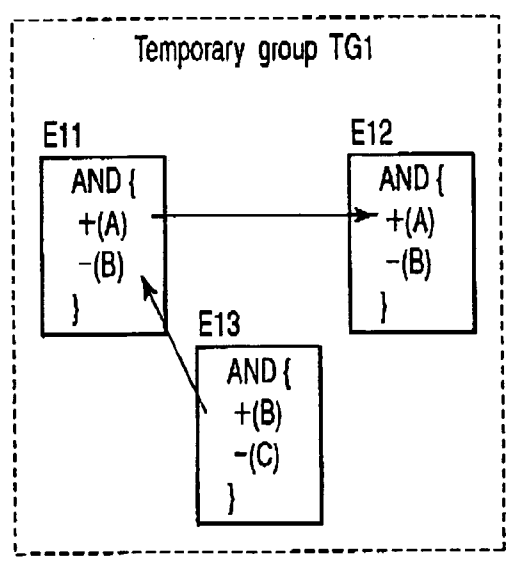 Temporary group TG1
E11
AND {
+(A)
-(B)
}
E12
AND {
+(A)
-(B)
}
E13
AND {
+(B)
-(C)
}